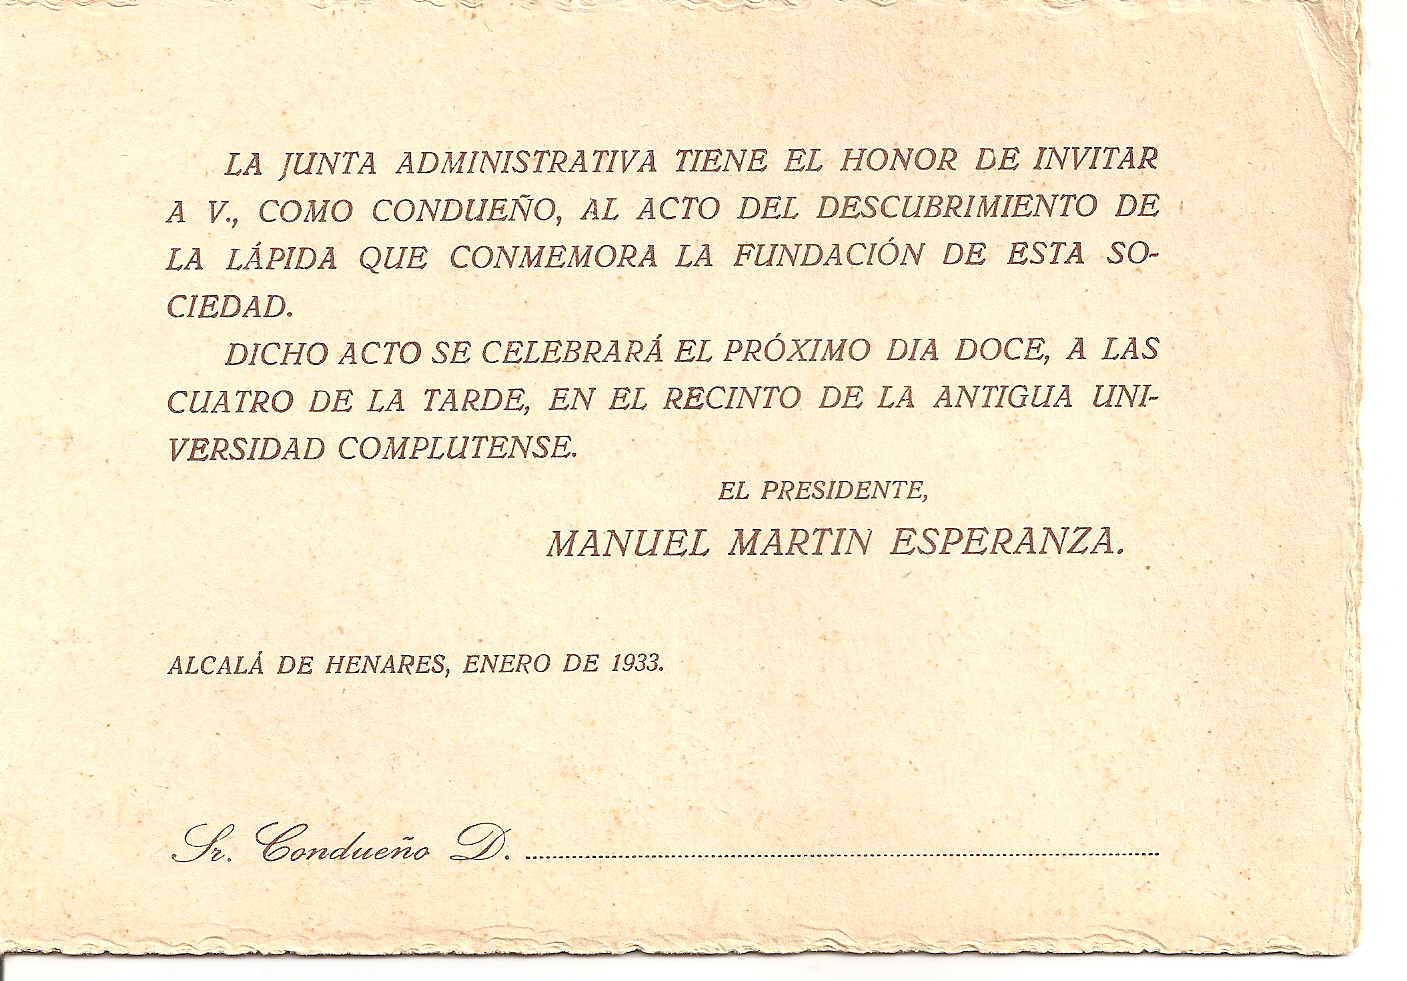 LA JUNTA ADMINISTRATIVA TIENE EL HONOR DE INVITAR
A V., COMO CONDUEÑO, AL ACTO DEL DESCUBRIMIENTO DE
LA LÁPIDA QUE CONMEMORA LA FUNDACIÓN DE ESTA SO-
CIEDAD.
DICHO ACTO SE CELEBRARÁ EL PRÓXIMO DIA DOCE, A LAS
CUATRO DE LA TARDE, EN EL RECINTO DE LA ANTIGUA UNI-
VERSIDAD COMPLUTENSE.
EL PRESIDENTE,
MANUEL MARTIN ESPERANZA.
ALCALÁ DE HENARES, ENERO DE 1933.
Sr. Condueño D. ........................................